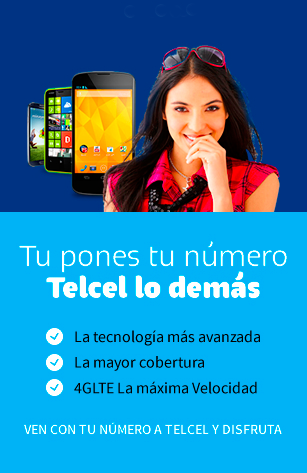 Tu pones tu número
Telcel lo demás
La tecnología más avanzada
La mayor cobertura
4GLTE La máxima Velocidad
VEN CON TU NÚMERO A TELCEL Y DISFRUTA